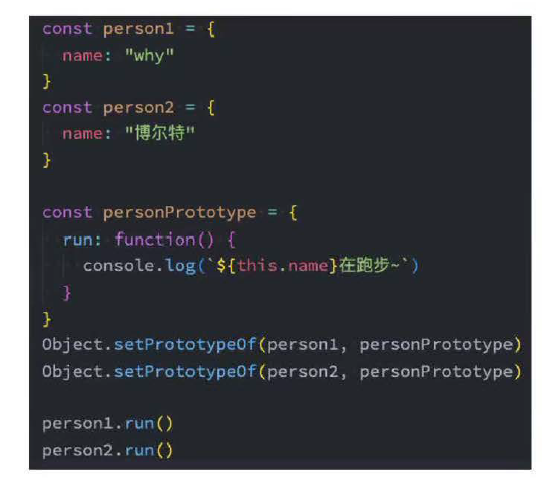 const person1 = {
  name: "why"
}
const person2 = {
  name: "博尔特"
}

const personPrototype = {
  run: function() {
    console.log(`${this.name}在跑步~`)
  }
}
Object.setPrototypeOf(person1, personPrototype)
Object.setPrototypeOf(person2, personPrototype)

person1.run()
person2.run()